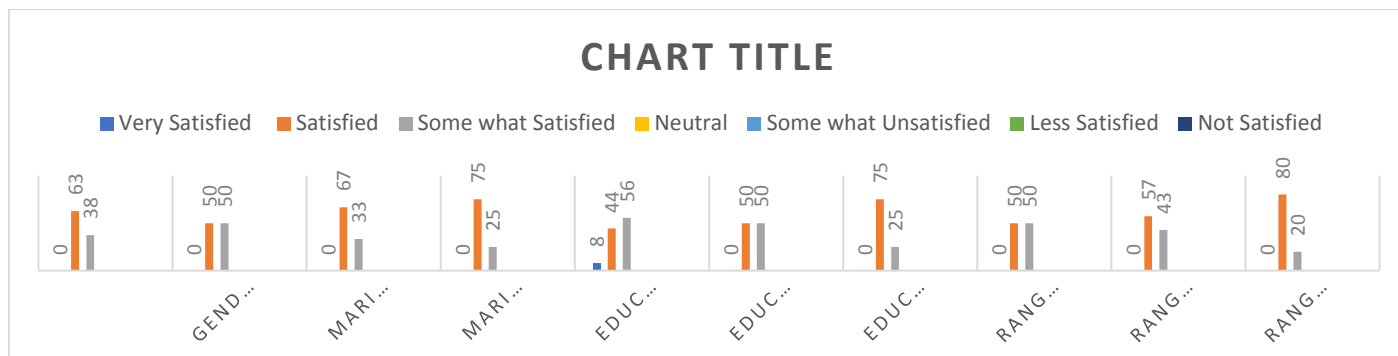 CHART TITLE
Very Satisfied Satisfied Some what Satisfied Neutral Some what Unsatisfied Less Satisfied Not Satisfied
0 63 38 0 50 50 0 67 33 0 75 25 8 44 56 0 50 50 0 75 25 0 50 50 0 57 43 0 80 20
GEND... MARI... MARI... EDUC... EDUC... EDUC... RANG... RANG... RANG...